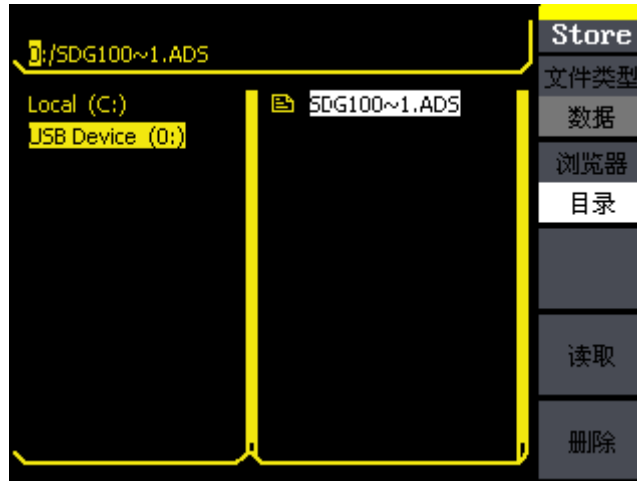 0:/SDG100~1.ADS
Local (C:)
USB Device (0:)
SDG100~1.ADS
Store
文件类型
数据
浏览器
目录
读取
删除